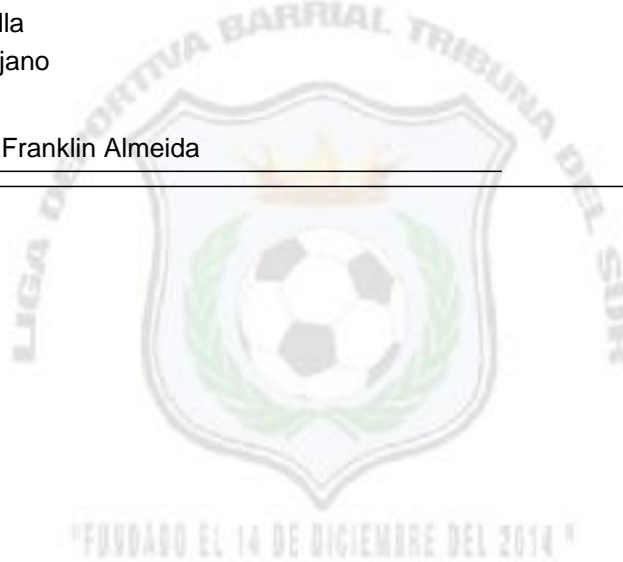 lla
jano
Franklin Almeida
LIGA DEPORTIVA BARRIAL TRIBUNA DEL SUR
"FUNDADO EL 14 DE DICIEMBRE DEL 2014"